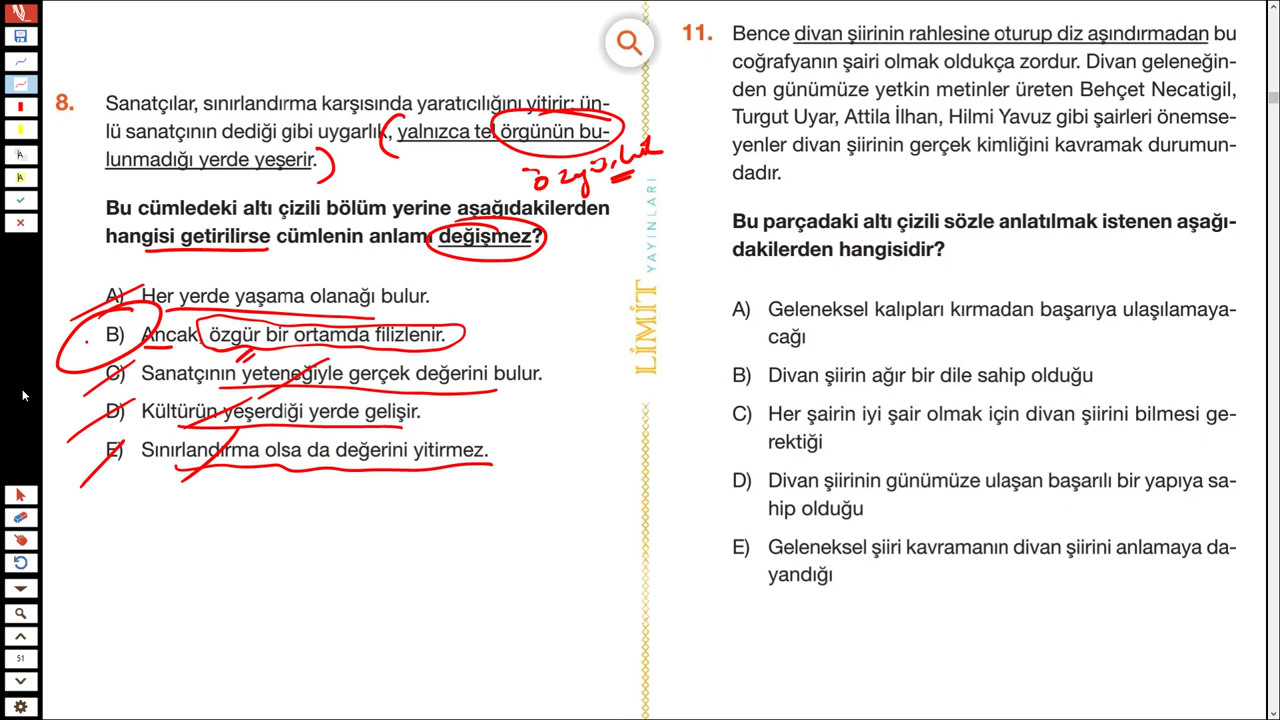 8. Sanatçılar, sınırlandırma karşısında yaratıcılığını yitirir; ün-
lü sanatçının dediği gibi uygarlık, yalnızca tel örgünün bu-
lunmadığı yerde yeşerir.
özgürlük
Bu cümledeki altı çizili bölüm yerine aşağıdakilerden
hangisi getirilirse cümlenin anlamı değişmez?
A) Her yerde yaşama olanağı bulur.
B) Ancak özgür bir ortamda filizlenir.
C) Sanatçının yeteneğiyle gerçek değerini bulur.
D) Kültürün yeşerdiği yerde gelişir.
E) Sınırlandırma olsa da değerini yitirmez.
LİMİT YAYINLARI
11. Bence divan şiirinin rahlesine oturup diz aşındırmadan bu
coğrafyanın şairi olmak oldukça zordur. Divan geleneğin-
den günümüze yetkin metinler üreten Behçet Necatigil,
Turgut Uyar, Attila İlhan, Hilmi Yavuz gibi şairleri önemse-
yenler divan şiirinin gerçek kimliğini kavramak durumun-
dadır.
Bu parçadaki altı çizili sözle anlatılmak istenen aşağı-
dakilerden hangisidir?
A) Geleneksel kalıpları kırmadan başarıya ulaşılamaya-
cağı
B) Divan şiirin ağır bir dile sahip olduğu
C) Her şairin iyi şair olmak için divan şiirini bilmesi ge-
rektiği
D) Divan şiirinin günümüze ulaşan başarılı bir yapıya sa-
hip olduğu
E) Geleneksel şiiri kavramanın divan şiirini anlamaya da-
yandığı
A
A
51